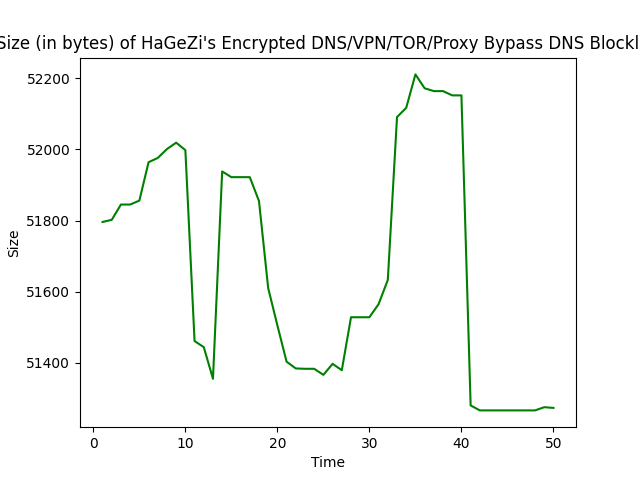 Size (in bytes) of HaGeZi's Encrypted DNS/VPN/TOR/Proxy Bypass DNS Blockl
52200
52000
51800
51600
51400
Size
0 10 20 30 40 50
Time